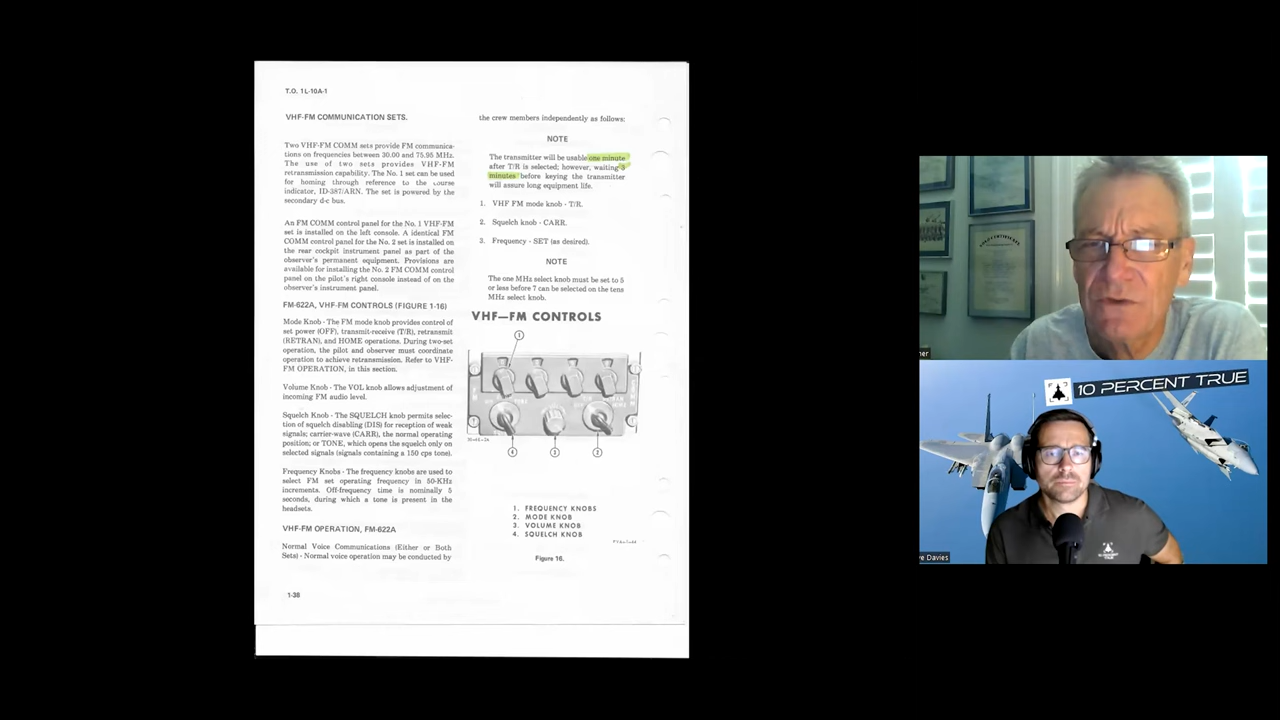 T.O. 1L-10A-1
VHF-FM COMMUNICATION SETS.
Two VHF-FM COMM sets provide FM communica-
tions on frequencies between 30.00 and 75.95 MHz.
The use of two sets provides VHF-FM
retransmission capability. The No. 1 set can be used
for homing through reference to the course
indicator, ID-387/ARN. The set is powered by the
secondary d-c bus.
An FM COMM control panel for the No. 1 VHF-FM
set is installed on the left console. A identical FM
COMM control panel for the No. 2 set is installed on
the rear cockpit instrument panel as part of the
observer's permanent equipment. Provisions are
available for installing the No. 2 FM COMM control
panel on the pilot's right console instead of on the
observer's instrument panel.
FM-622A, VHF-FM CONTROLS (FIGURE 1-16)
Mode Knob - The FM mode knob provides control of
set power (OFF), transmit-receive (T/R), retransmit
(RETRAN), and HOME operations. During two-set
operation, the pilot and observer must coordinate
operation to achieve retransmission. Refer to VHF-
FM OPERATION, in this section.
Volume Knob - The VOL knob allows adjustment of
incoming FM audio level.
Squelch Knob - The SQUELCH knob permits selec-
tion of squelch disabling (DIS) for reception of weak
signals; carrier-wave (CARR), the normal operating
position; or TONE, which opens the squelch only on
selected signals (signals containing a 150 cps tone).
Frequency Knobs - The frequency knobs are used to
select FM set operating frequency in 50-KHz
increments. Off-frequency time is nominally 5
seconds, during which a tone is present in the
headsets.
VHF-FM OPERATION, FM-622A
Normal Voice Communications (Either or Both
Sets) - Normal voice operation may be conducted by
1-38
the crew members independently as follows:
NOTE
The transmitter will be usable one minute
after T/R is selected; however, waiting 3
minutes before keying the transmitter
will assure long equipment life.
1. VHF FM mode knob - T/R.
2. Squelch knob - CARR.
3. Frequency - SET (as desired).
NOTE
The one MHz select knob must be set to 5
or less before 7 can be selected on the tens
MHz select knob.
VHF—FM CONTROLS
1
4
3
2
1. FREQUENCY KNOBS
2. MODE KNOB
3. VOLUME KNOB
4. SQUELCH KNOB
Figure 16.
ner
10 PERCENT TRUE
ve Davies